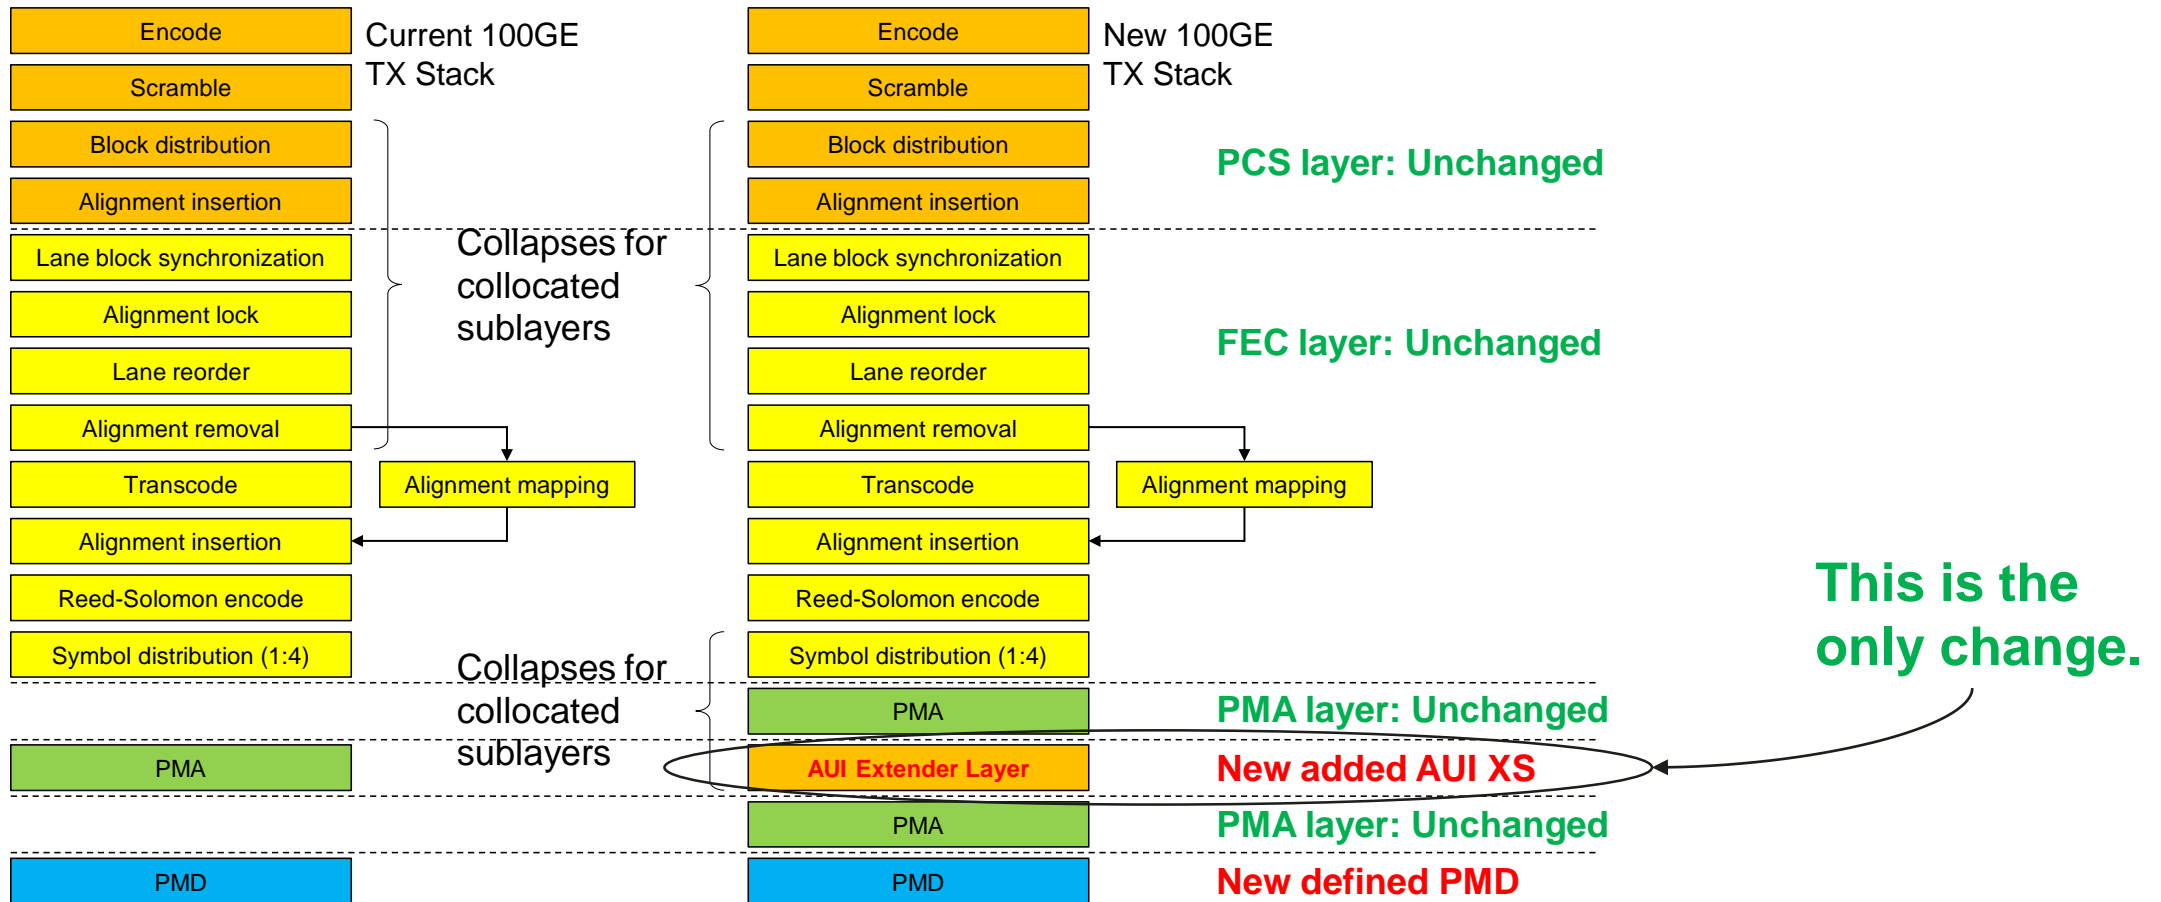 Encode
Current 100GE
TX Stack
Scramble
Block distribution
Alignment insertion
Lane block synchronization
Alignment lock
Lane reorder
Alignment removal
Transcode
Alignment mapping
Alignment insertion
Reed-Solomon encode
Symbol distribution (1:4)
PMA
PMD
Collapses for
collocated
sublayers
Collapses for
collocated
sublayers
Encode
New 100GE
TX Stack
Scramble
Block distribution
Alignment insertion
Lane block synchronization
Alignment lock
Lane reorder
Alignment removal
Transcode
Alignment mapping
Alignment insertion
Reed-Solomon encode
Symbol distribution (1:4)
PMA
AUI Extender Layer
PMA
PMD
PCS layer: Unchanged
FEC layer: Unchanged
PMA layer: Unchanged
New added AUI XS
PMA layer: Unchanged
New defined PMD
This is the
only change.